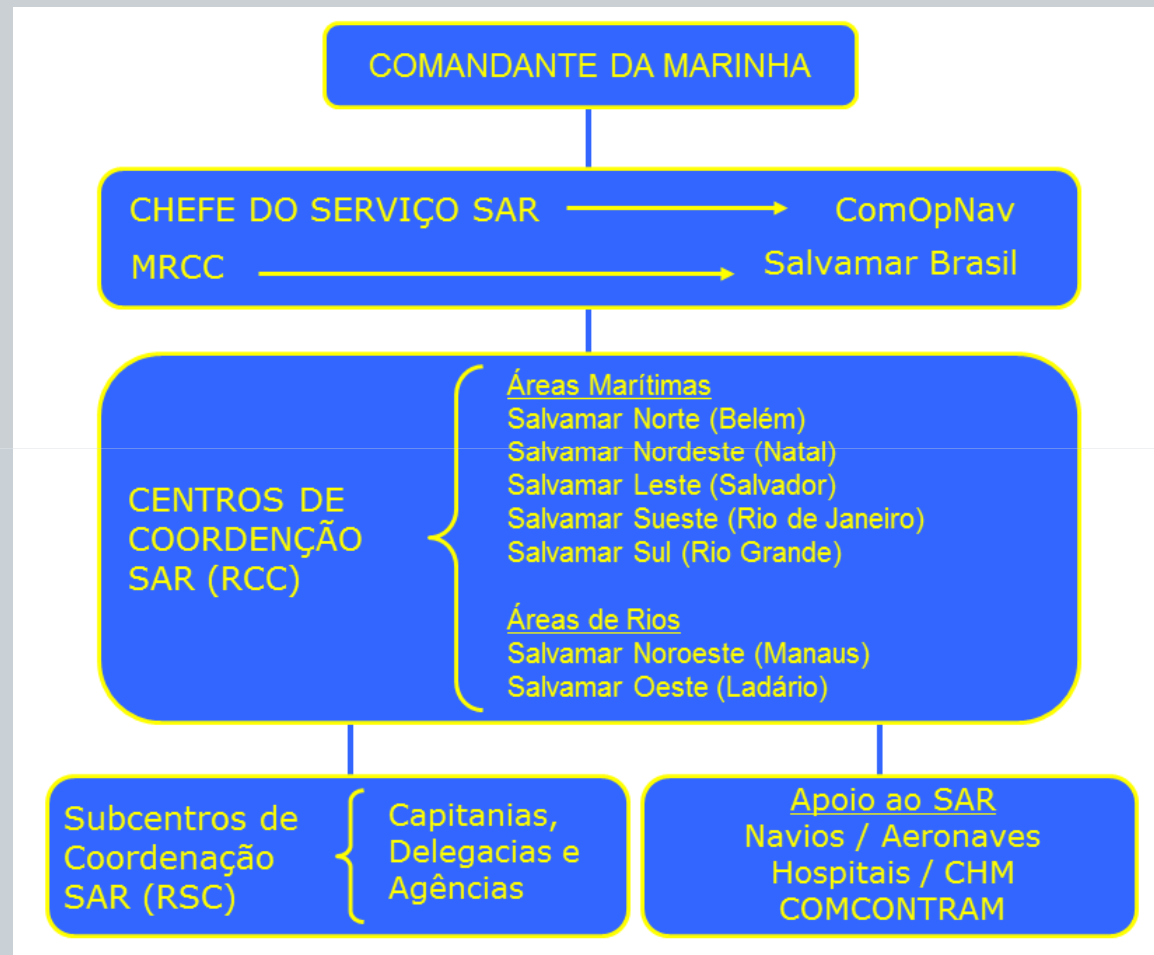 COMANDANTE DA MARINHA
CHEFE DO SERVIÇO SAR
ComOpNav
MRCC
Salvamar Brasil
CENTROS DE
COORDENÇÃO
SAR (RCC)
Áreas Marítimas
Salvamar Norte (Belém)
Salvamar Nordeste (Natal)
Salvamar Leste (Salvador)
Salvamar Sueste (Rio de Janeiro)
Salvamar Sul (Rio Grande)
Áreas de Rios
Salvamar Noroeste (Manaus)
Salvamar Oeste (Ladário)
Subcentros de
Coordenação
SAR (RSC)
Capitanias,
Delegacias e
Agências
Apoio ao SAR
Navios / Aeronaves
Hospitais / CHM
COMCONTRAM